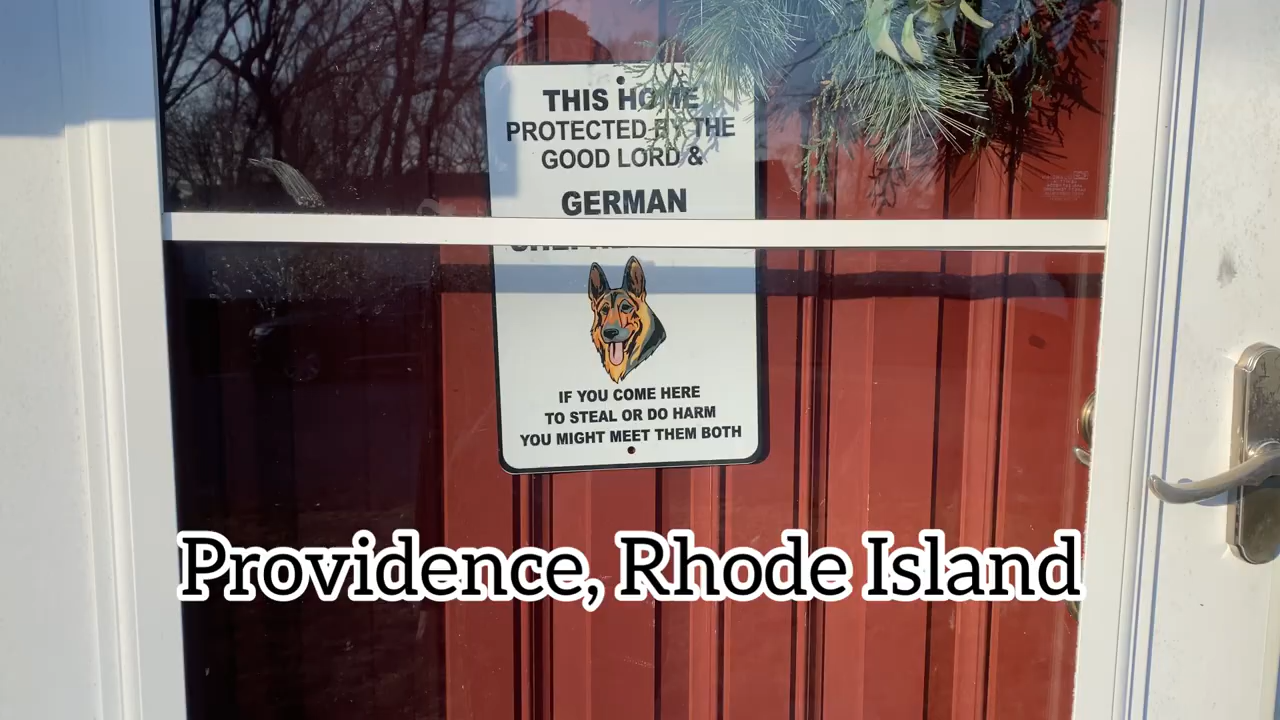 THIS HOME
PROTECTED BY THE
GOOD LORD &
GERMAN
IF YOU COME HERE
TO STEAL OR DO HARM
YOU MIGHT MEET THEM BOTH
Providence, Rhode Island